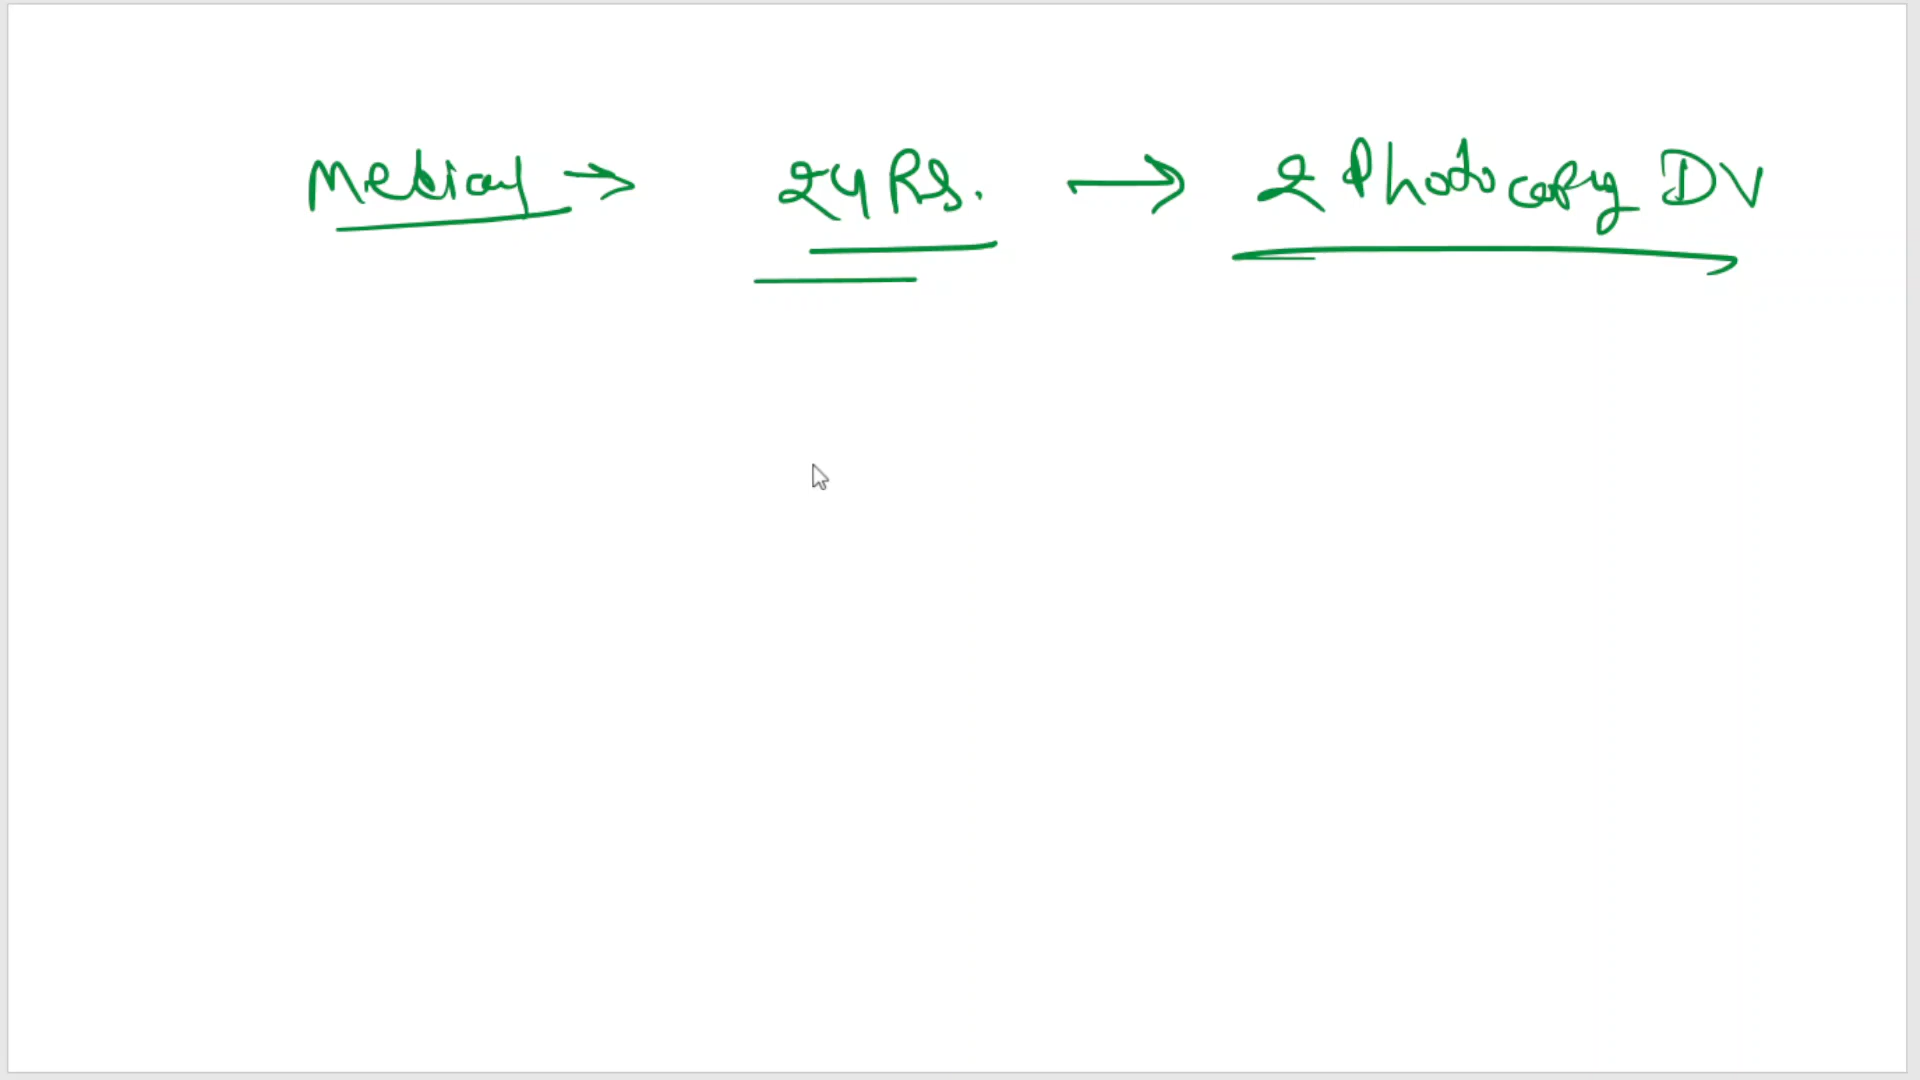 Medical → 24 Rs. → 2 Photocopy DV